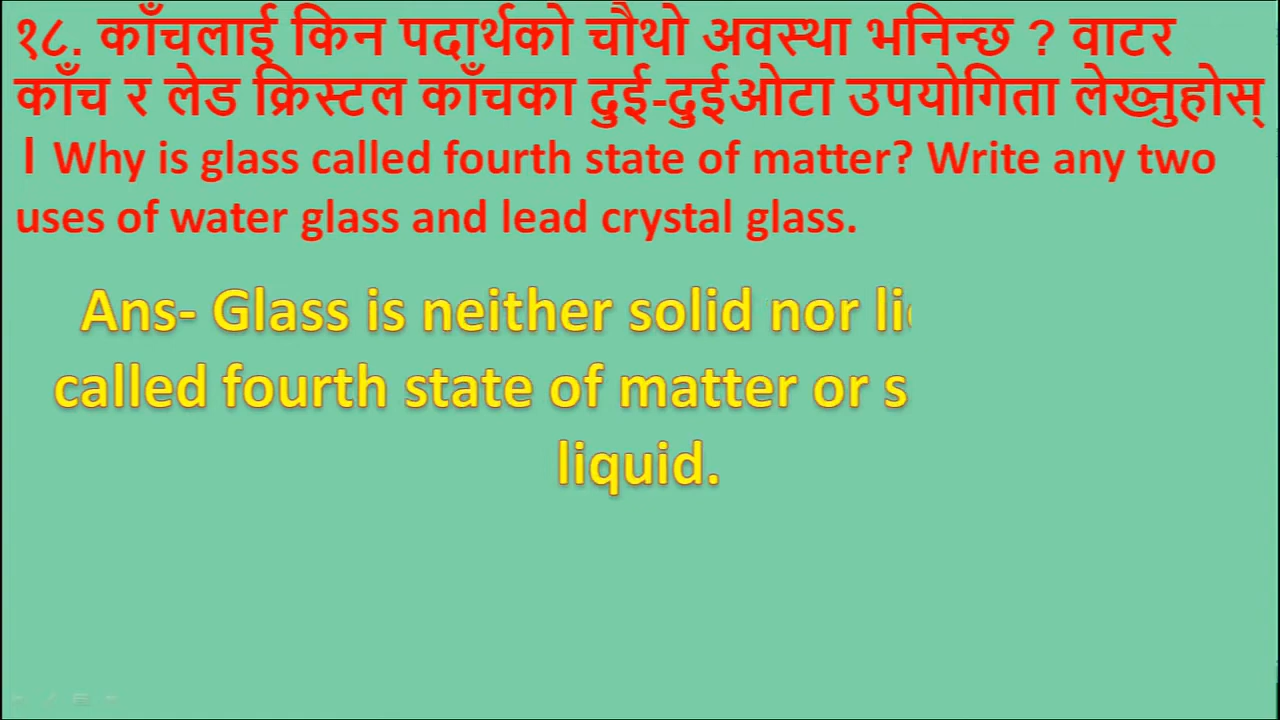 १८. काँचलाई किन पदार्थको चौथो अवस्था भनिन्छ ? वाटर
काँच र लेड क्रिस्टल काँचका दुई-दुईओटा उपयोगिता लेख्नुहोस्
। Why is glass called fourth state of matter? Write any two
uses of water glass and lead crystal glass.
Ans- Glass is neither solid nor
called fourth state of matter or
liquid.